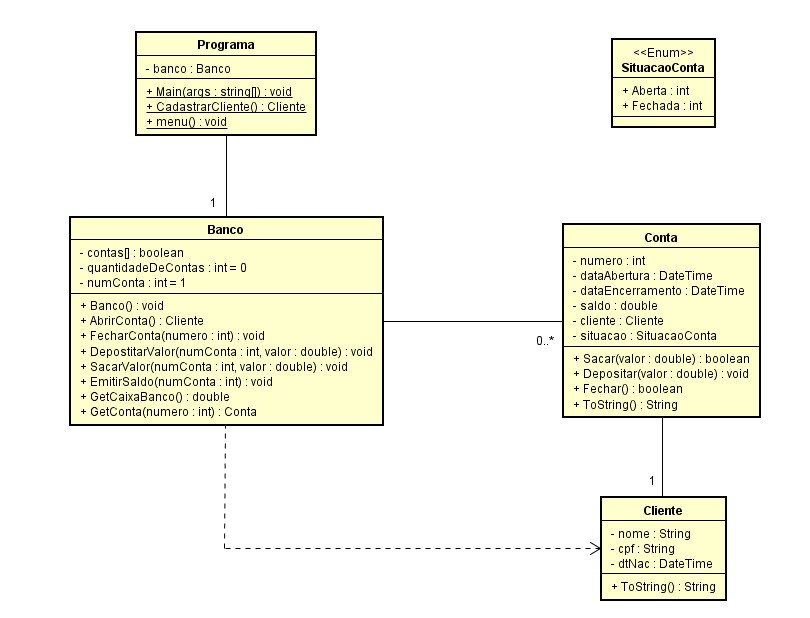 Programa
- banco : Banco
+ Main(args : string[]) : void
+ CadastrarCliente() : Cliente
+ menu() : void
<<Enum>>
SituacaoConta
+ Aberta : int
+ Fechada : int
1
Banco
- contas[] : boolean
- quantidadeDeContas : int = 0
- numConta : int = 1
+ Banco() : void
+ AbrirConta() : Cliente
+ FecharConta(numero : int) : void
+ DepostitarValor(numConta : int, valor : double) : void
+ SacarValor(numConta : int, valor : double) : void
+ EmitirSaldo(numConta : int) : void
+ GetCaixaBanco() : double
+ GetConta(numero : int) : Conta
0..*
Conta
- numero : int
- dataAbertura : DateTime
- dataEncerramento : DateTime
- saldo : double
- cliente : Cliente
- situacao : SituacaoConta
+ Sacar(valor : double) : boolean
+ Depositar(valor : double) : void
+ Fechar() : boolean
+ ToString() : String
1
Cliente
- nome : String
- cpf : String
- dtNac : DateTime
+ ToString() : String